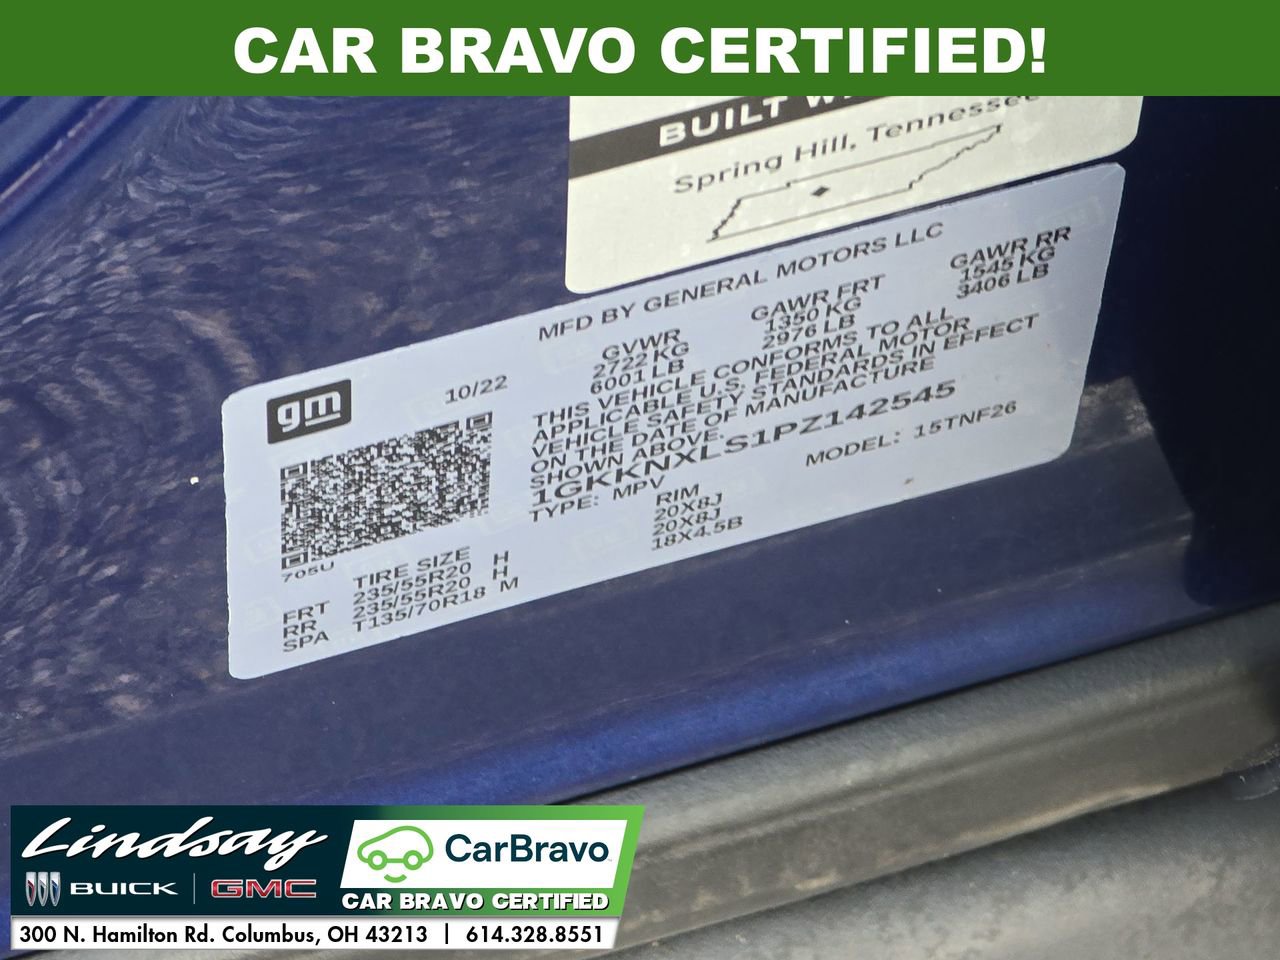 CAR BRAVO CERTIFIED!
BUILT
Spring Hill, Tennessee
MFD BY GENERAL MOTORS LLC
gm
10/22
GVWR GAWR FRT GAWR RR
2722 KG 1350 KG 1545 KG
6001 LB 2976 LB 3406 LB
THIS VEHICLE CONFORMS TO ALL
APPLICABLE U.S. FEDERAL MOTOR
VEHICLE SAFETY STANDARDS IN EFFECT
ON THE DATE OF MANUFACTURE
SHOWN ABOVE.
1GKKNXLS1PZ142545
TYPE: MPV MODEL: 15TNF26
705U
TIRE SIZE RIM
FRT 235/55R20 H 20X8J
RR 235/55R20 H 20X8J
SPA T135/70R18 M 18X4.5B
Lindsay
BUICK | GMC
CarBravo
CAR BRAVO CERTIFIED
300 N. Hamilton Rd. Columbus, OH 43213 | 614.328.8551